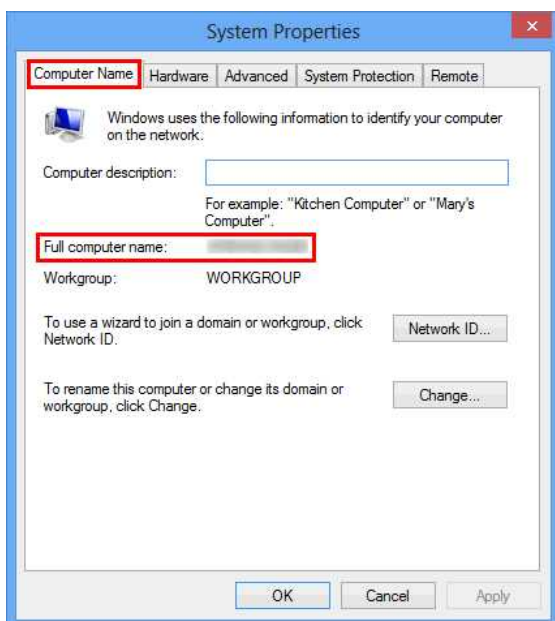 System Properties
Computer Name Hardware Advanced System Protection Remote
Windows uses the following information to identify your computer
on the network.
Computer description:
For example: "Kitchen Computer" or "Mary's
Computer".
Full computer name:
Workgroup: WORKGROUP
To use a wizard to join a domain or workgroup, click
Network ID.
Network ID...
To rename this computer or change its domain or
workgroup, click Change.
Change...
OK Cancel Apply